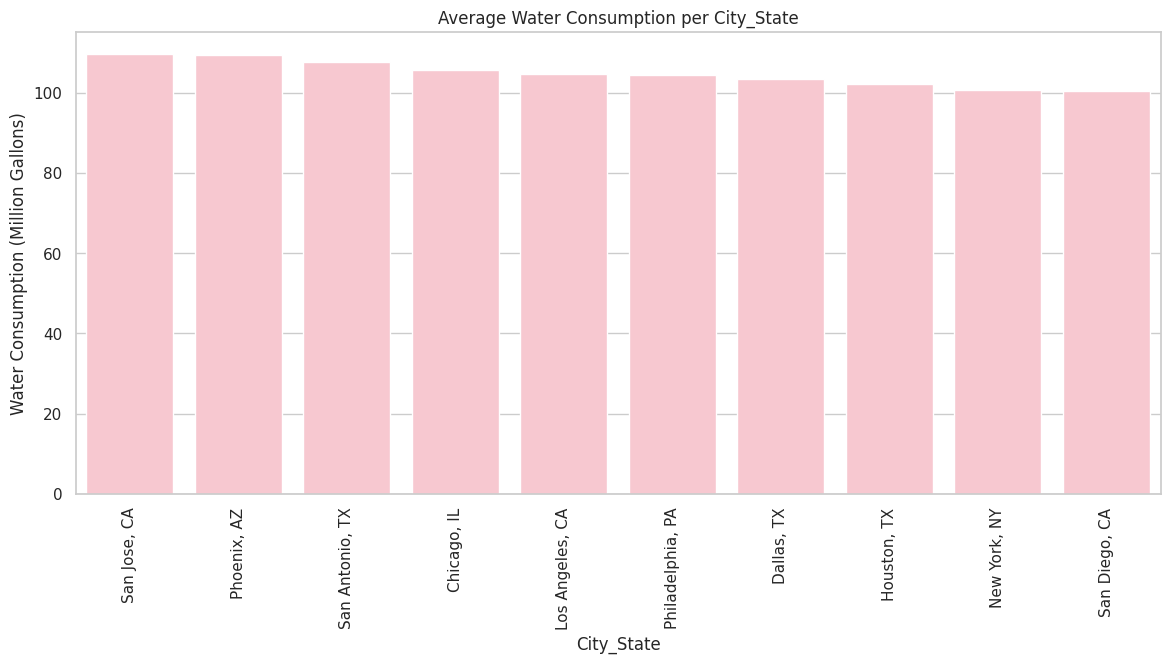 Average Water Consumption per City_State
Water Consumption (Million Gallons)
100
80
60
40
20
0
San Jose, CA
Phoenix, AZ
San Antonio, TX
Chicago, IL
Los Angeles, CA
Philadelphia, PA
Dallas, TX
Houston, TX
New York, NY
San Diego, CA
City_State